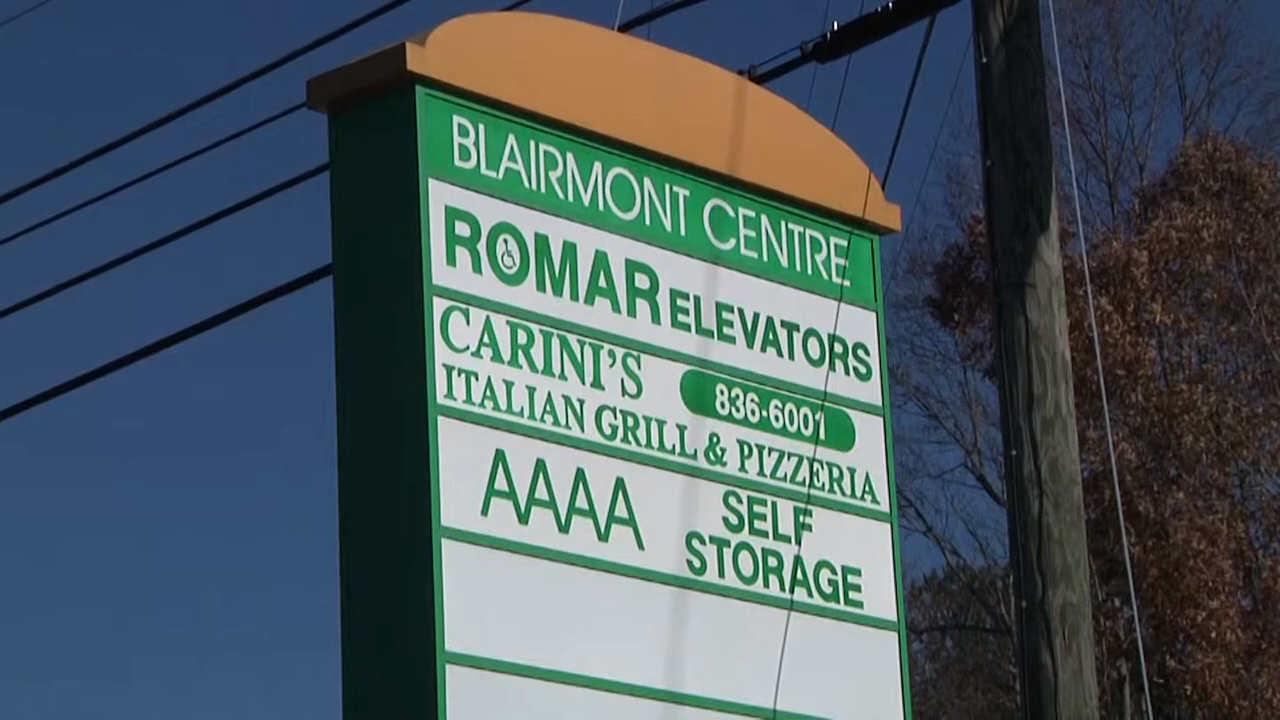 BLAIRMONT CENTRE
ROMAR ELEVATORS
CARINI'S
836-6001
ITALIAN GRILL & PIZZERIA
AAAA SELF
STORAGE